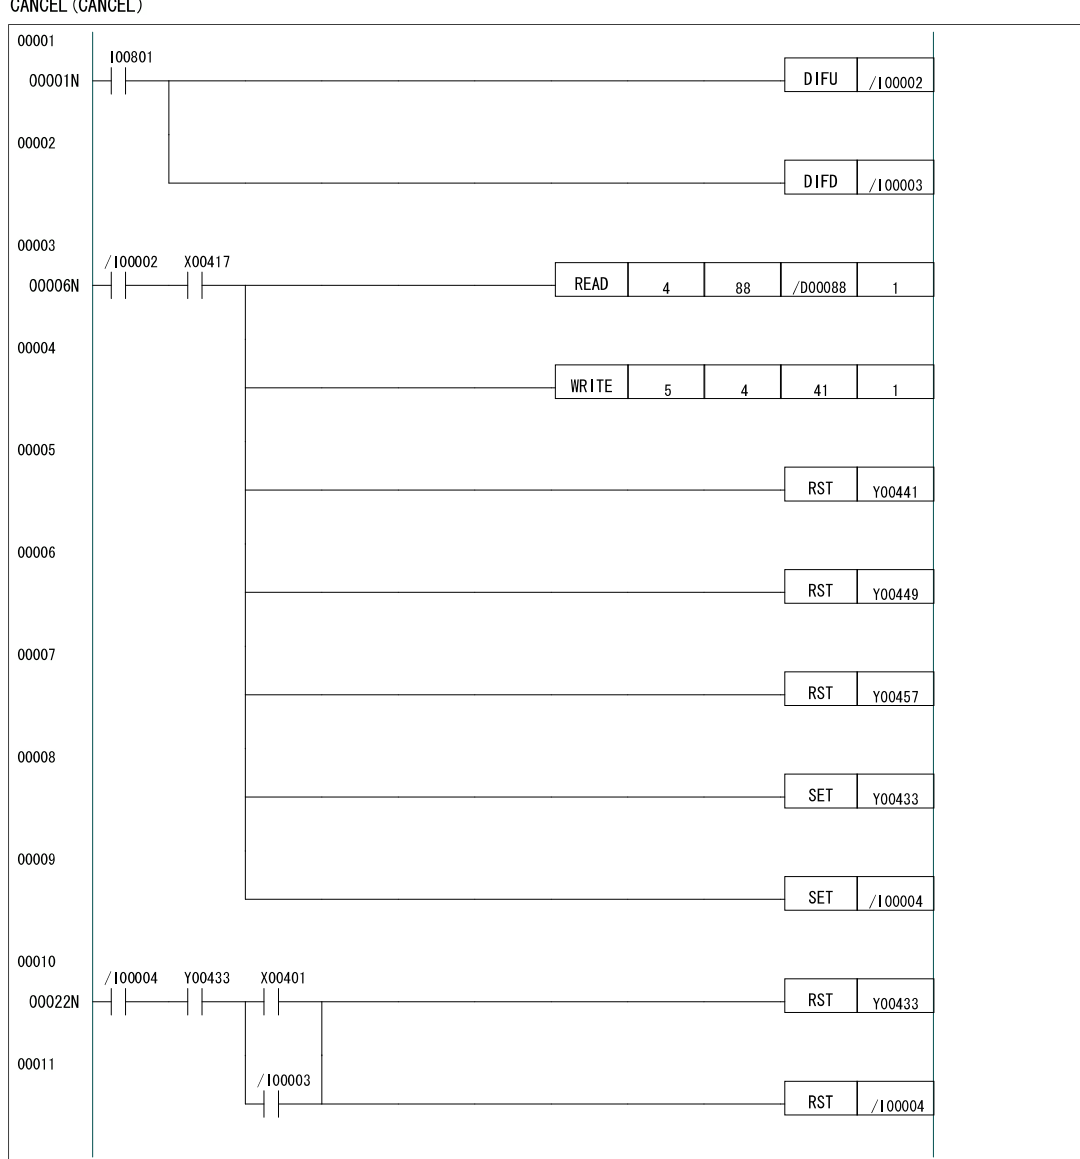 CANCEL(CANCEL)
00001
I00801
00001N
DIFU /I00002
00002
DIFD /I00003
00003
/I00002 X00417
00006N
READ 4 88 /D00088 1
00004
WRITE 5 4 41 1
00005
RST Y00441
00006
RST Y00449
00007
RST Y00457
00008
SET Y00433
00009
SET /I00004
00010
/I00004 Y00433 X00401
00022N
RST Y00433
00011
/I00003
RST /I00004